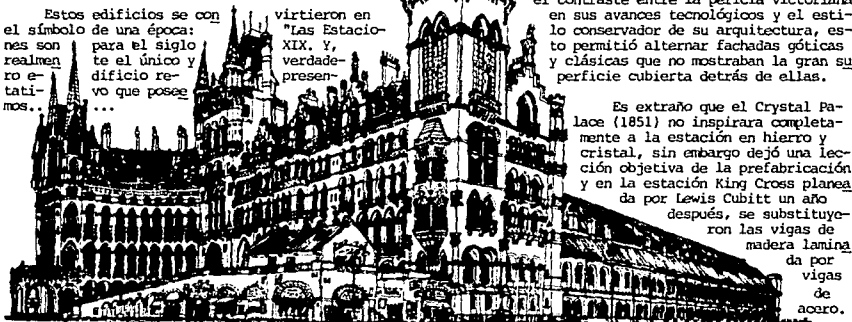 Estos edificios se con virtieron en
el símbolo de una época: "Las Estacio-
nes son para el siglo XIX. Y,
realmen te el único y verdade-
ro e- dificio re- presen-
tati- vo que posee
mos.. ...
el contraste entre la pericia victoriana
en sus avances tecnológicos y el esti-
lo conservador de su arquitectura, es-
to permitió alternar fachadas góticas
y clásicas que no mostraban la gran su
perficie cubierta detrás de ellas.
Es extraño que el Crystal Pa-
lace (1851) no inspirara completa-
mente a la estación en hierro y
cristal, sin embargo dejó una lec-
ción objetiva de la prefabricación
y en la estación King Cross planea
da por Lewis Cubitt un año
después, se substituye-
ron las vigas de
madera lamina
da por
vigas
de
acero.